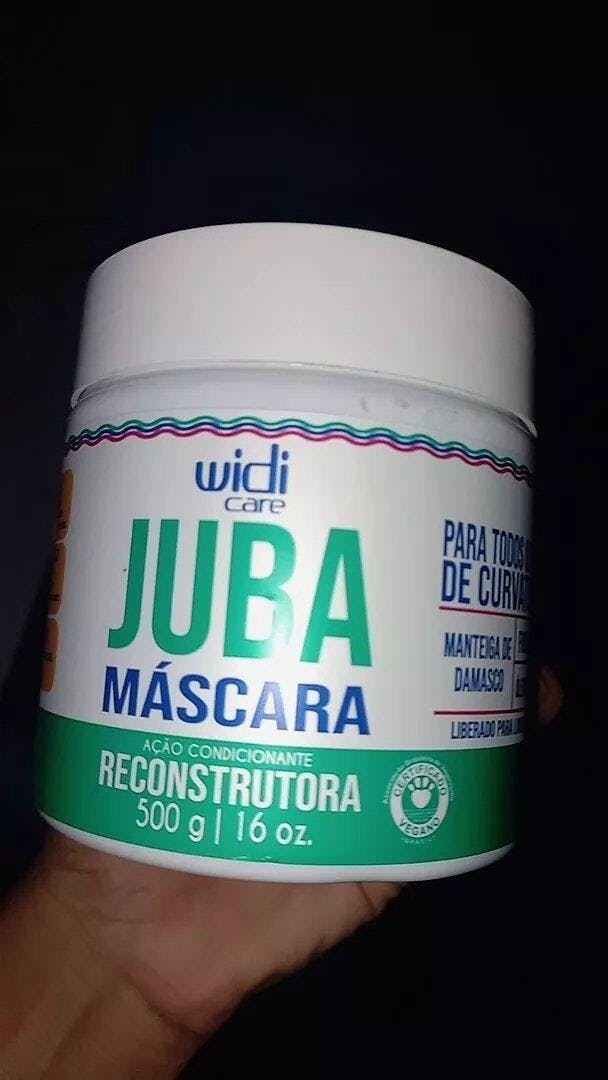 widi
care
JUBA
MÁSCARA
AÇÃO CONDICIONANTE
RECONSTRUTORA
500 g | 16 oz.
PARA TODOS
DE
MANTEIGA DE
DAMASCO
LIBERADO PARA
CERTIFICADO
VEGANO